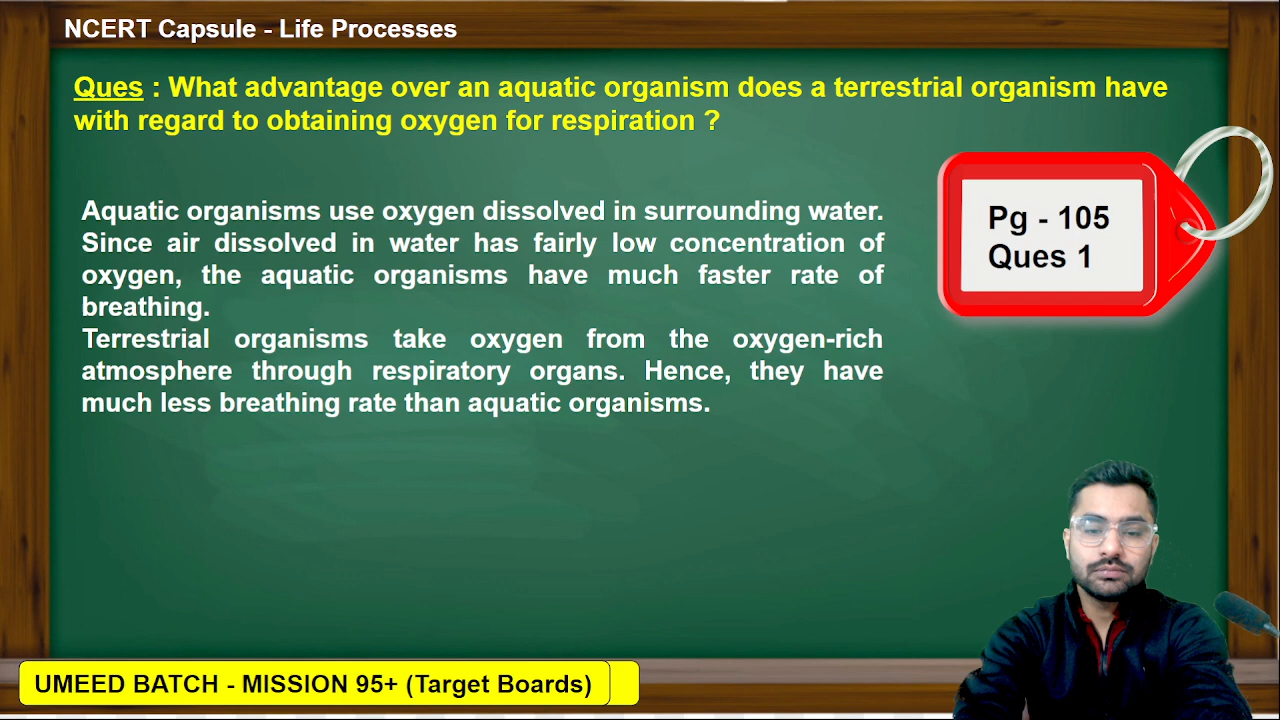 NCERT Capsule - Life Processes
Ques : What advantage over an aquatic organism does a terrestrial organism have
with regard to obtaining oxygen for respiration ?
Aquatic organisms use oxygen dissolved in surrounding water.
Since air dissolved in water has fairly low concentration of
oxygen, the aquatic organisms have much faster rate of
breathing.
Terrestrial organisms take oxygen from the oxygen-rich
atmosphere through respiratory organs. Hence, they have
much less breathing rate than aquatic organisms.
Pg - 105
Ques 1
UMEED BATCH - MISSION 95+ (Target Boards)